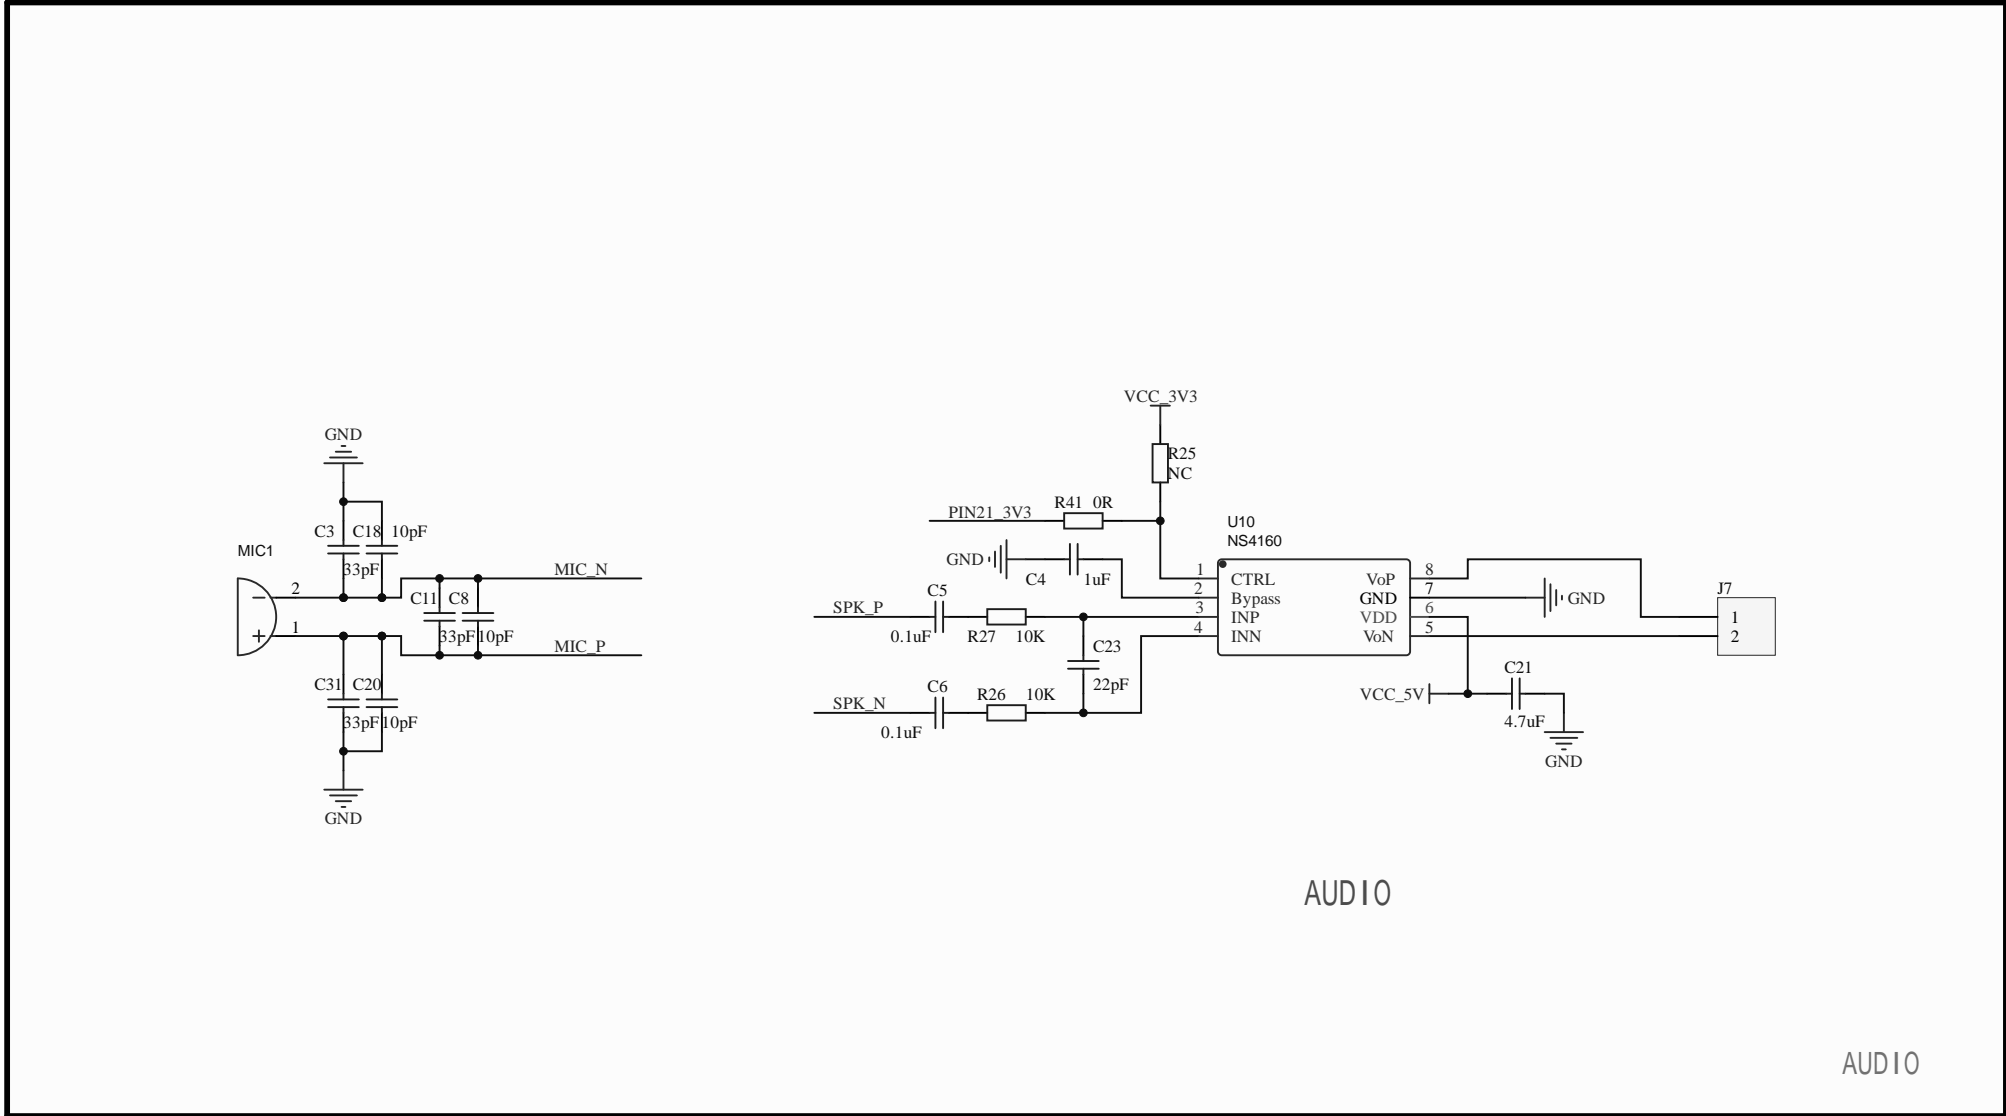 VCC_3V3
R25
NC
PIN21_3V3
R41 0R
GND
C4
1uF
SPK_P
C5
0.1uF
R27 10K
C23
22pF
SPK_N
C6
0.1uF
R26 10K
U10
NS4160
1 CTRL
2 Bypass
3 INP
4 INN
VoP 8
GND 7
VDD 6
VoN 5
GND
VCC_5V
C21
4.7uF
GND
J7
1
2
GND
C3 C18 10pF
33pF
MIC1
2
1
MIC_N
C11 C8
33pF 10pF
MIC_P
C31 C20
33pF 10pF
GND
AUDIO
AUDIO